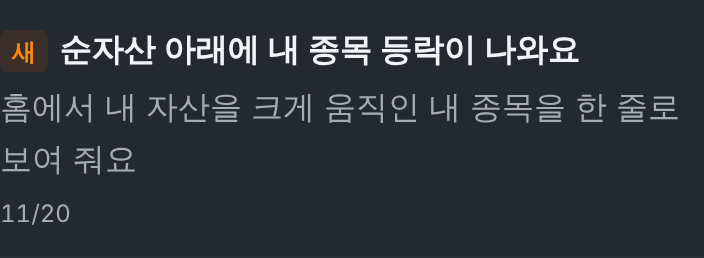 새 순자산 아래에 내 종목 등락이 나와요
홈에서 내 자산을 크게 움직인 내 종목을 한 줄로
보여 줘요
11/20